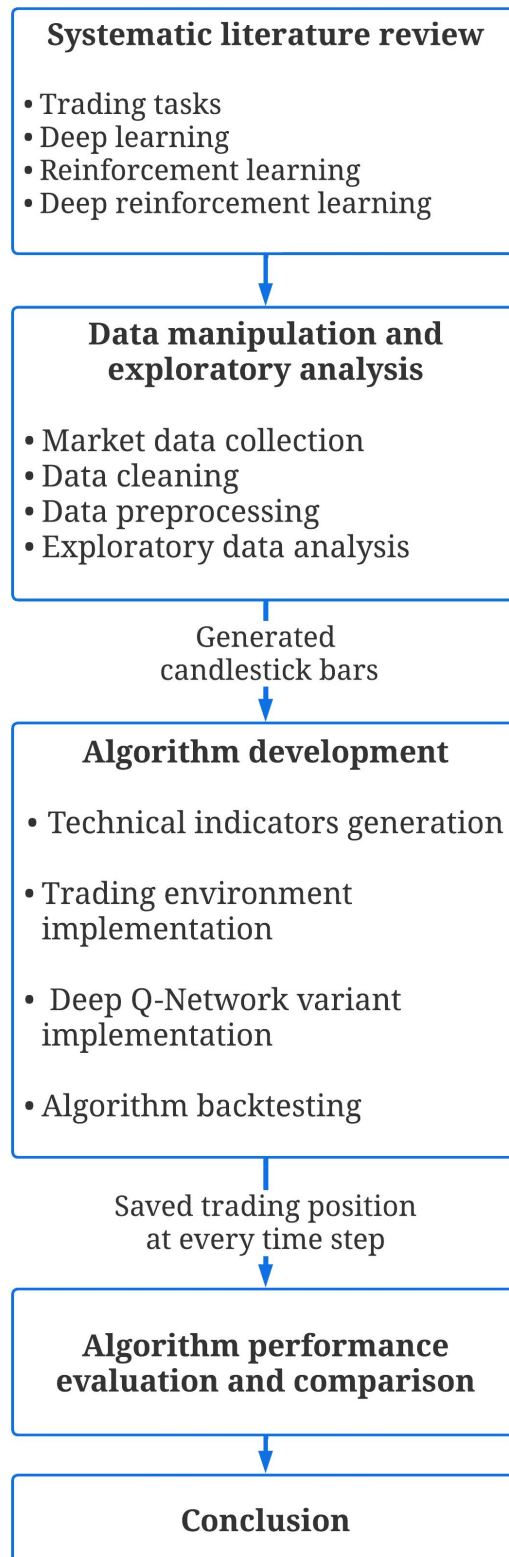 Systematic literature review
• Trading tasks
• Deep learning
• Reinforcement learning
• Deep reinforcement learning
Data manipulation and
exploratory analysis
• Market data collection
• Data cleaning
• Data preprocessing
• Exploratory data analysis
Generated
candlestick bars
Algorithm development
• Technical indicators generation
• Trading environment
implementation
• Deep Q-Network variant
implementation
• Algorithm backtesting
Saved trading position
at every time step
Algorithm performance
evaluation and comparison
Conclusion